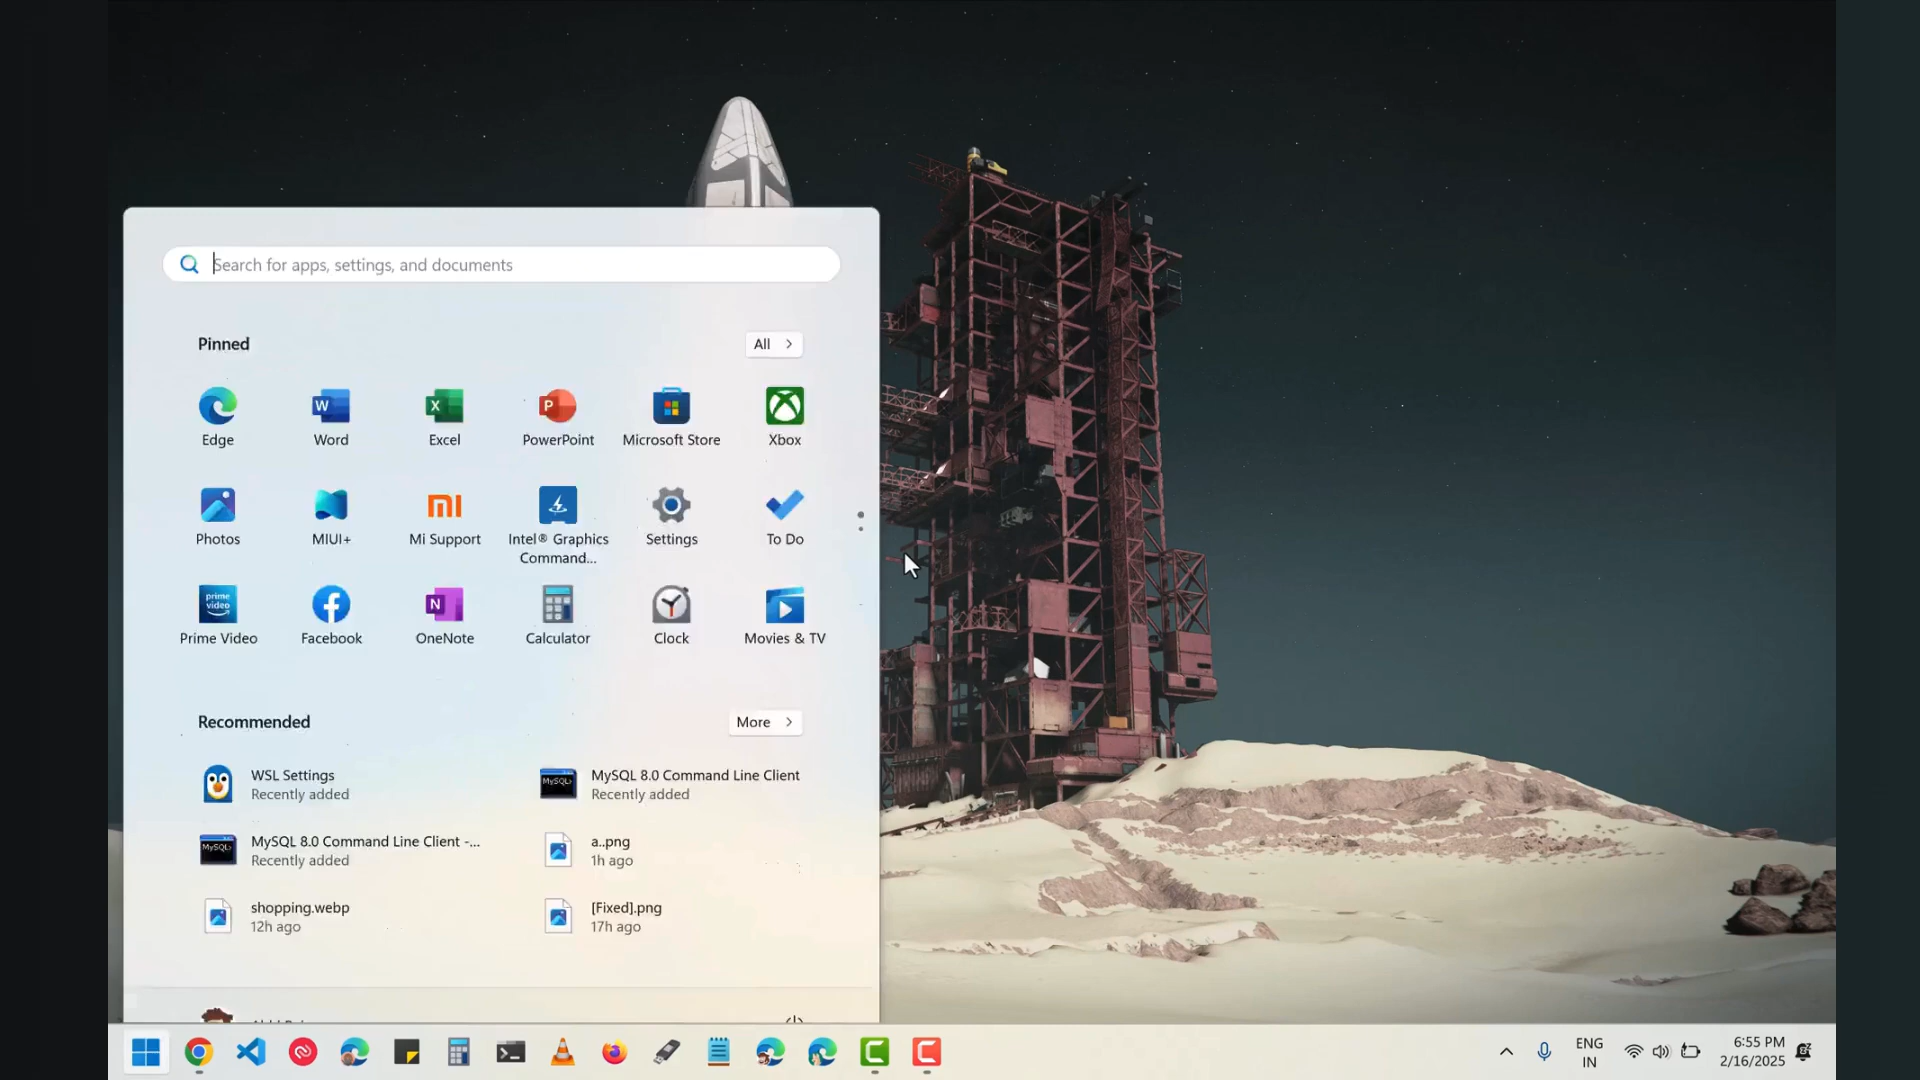 Search for apps, settings, and documents
Pinned
All
Edge
Word
Excel
PowerPoint
Microsoft Store
Xbox
Photos
MIUI+
Mi Support
Intel® Graphics
Command...
Settings
To Do
prime
video
Prime Video
Facebook
OneNote
Calculator
Clock
Movies & TV
Recommended
More
WSL Settings
Recently added
MySQL 8.0 Command Line Client
Recently added
MySQL 8.0 Command Line Client -...
Recently added
a..png
1h ago
shopping.webp
12h ago
[Fixed].png
17h ago
ENG
IN
6:55 PM
2/16/2025